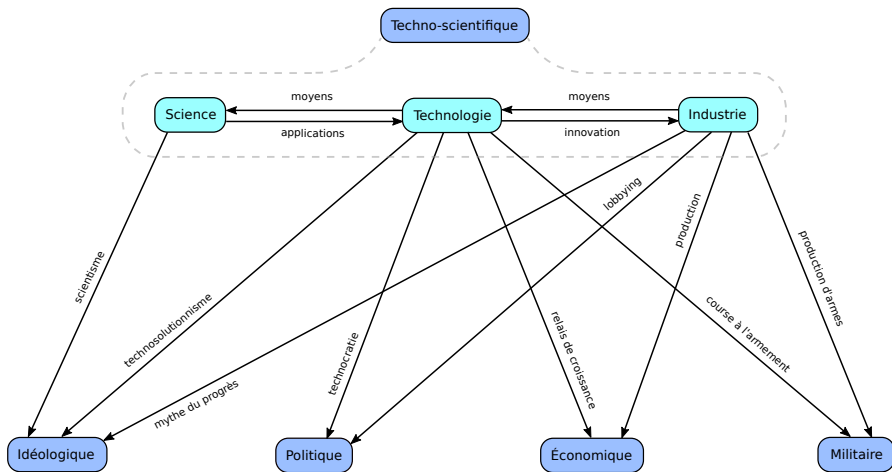 Techno-scientifique
moyens
moyens
Science
Technologie
Industrie
applications
innovation
lobbying
production
scientisme
production d'armes
technosolutionnisme
course à l'armement
relais de croissance
technocratie
mythe du progrès
Idéologique
Politique
Économique
Militaire